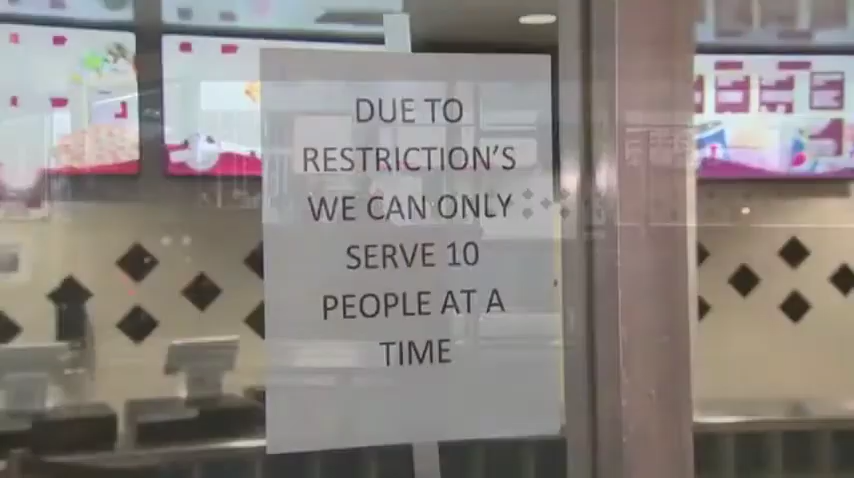 DUE TO
RESTRICTION'S
WE CAN ONLY
SERVE 10
PEOPLE AT A
TIME